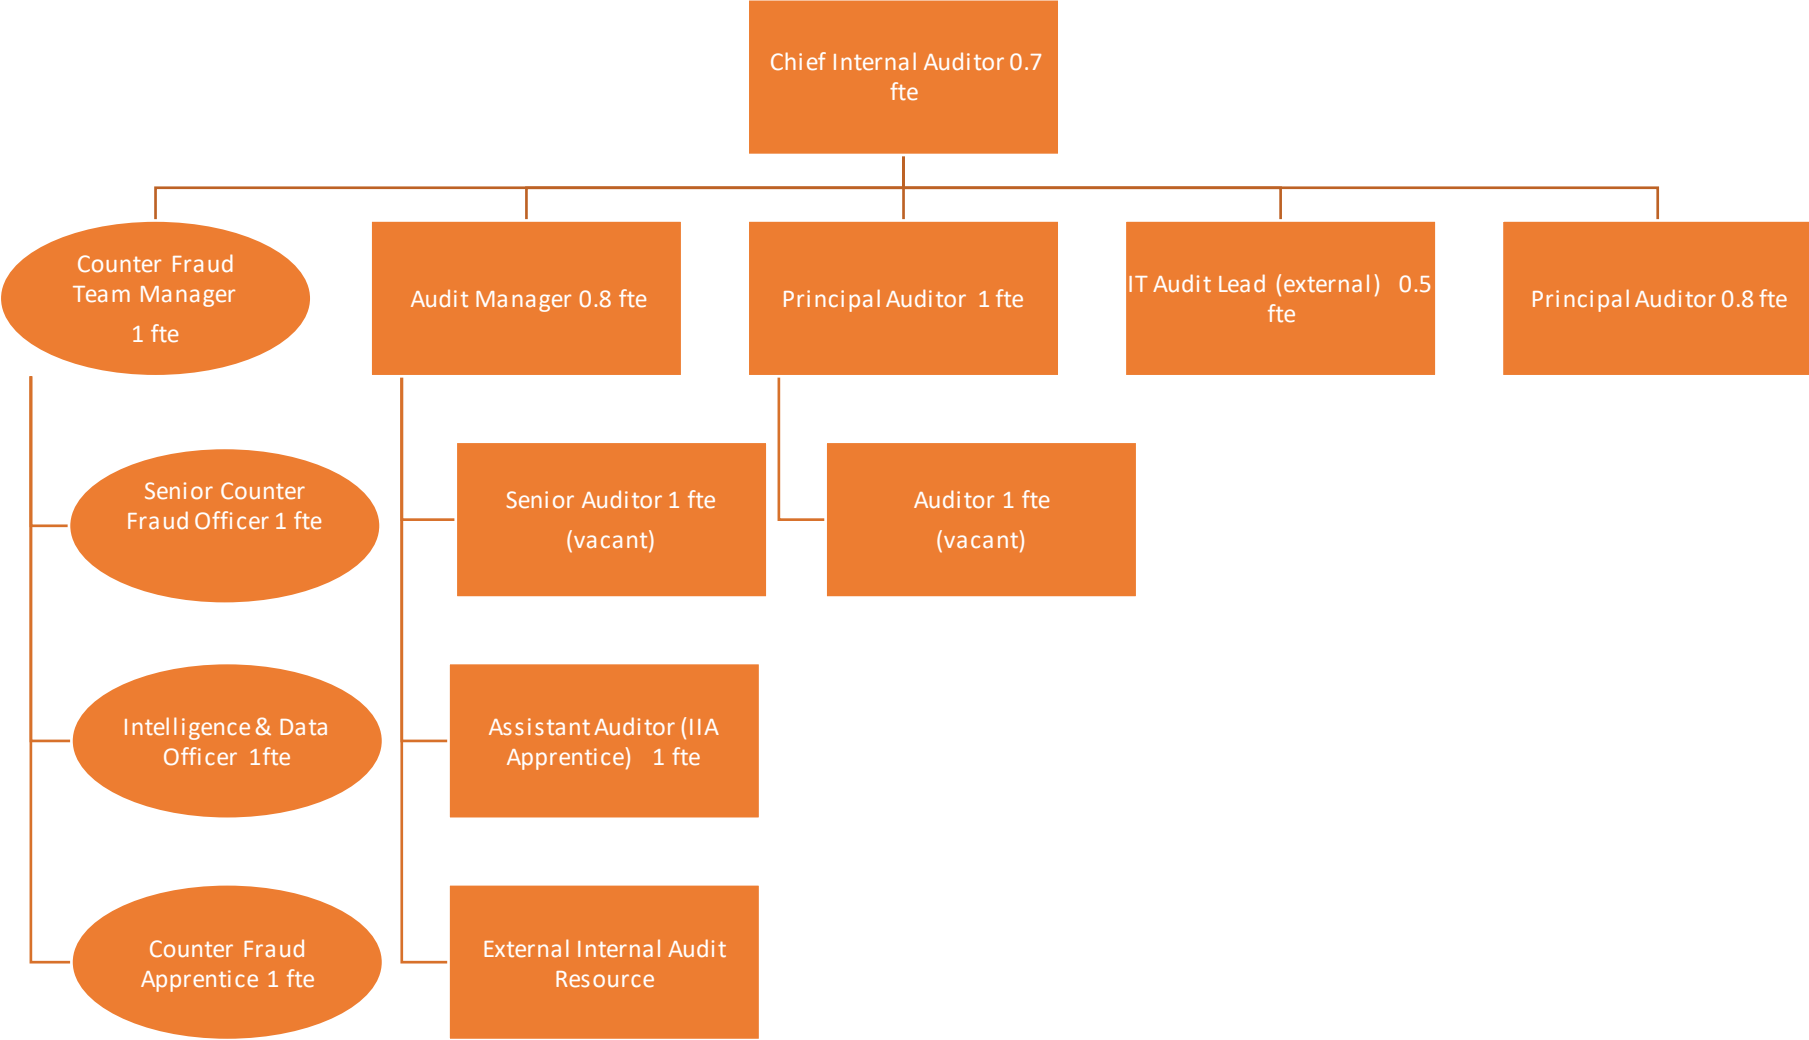 Chief Internal Auditor 0.7
fte
Counter Fraud
Team Manager
1 fte
Audit Manager 0.8 fte
Principal Auditor 1 fte
IT Audit Lead (external) 0.5
fte
Principal Auditor 0.8 fte
Senior Counter
Fraud Officer 1 fte
Senior Auditor 1 fte
(vacant)
Auditor 1 fte
(vacant)
Intelligence & Data
Officer 1fte
Assistant Auditor (IIA
Apprentice) 1 fte
Counter Fraud
Apprentice 1 fte
External Internal Audit
Resource